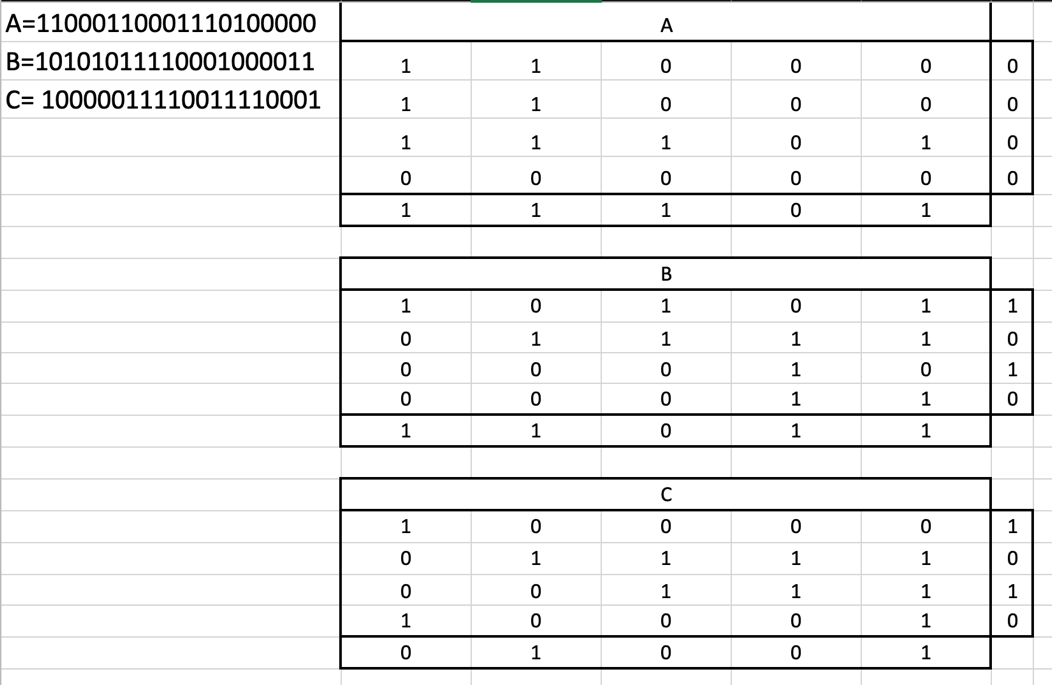 A=11000110001110100000
B=10101011110001000011
C= 10000011110011110001
A
1 1 0 0 0 0
1 1 0 0 0 0
1 1 1 0 1 0
0 0 0 0 0 0
1 1 1 0 1
B
1 0 1 0 1 1
0 1 1 1 1 0
0 0 0 1 0 1
0 0 0 1 1 0
1 1 0 1 1
C
1 0 0 0 0 1
0 1 1 1 1 0
0 0 1 1 1 1
1 0 0 0 1 0
0 1 0 0 1